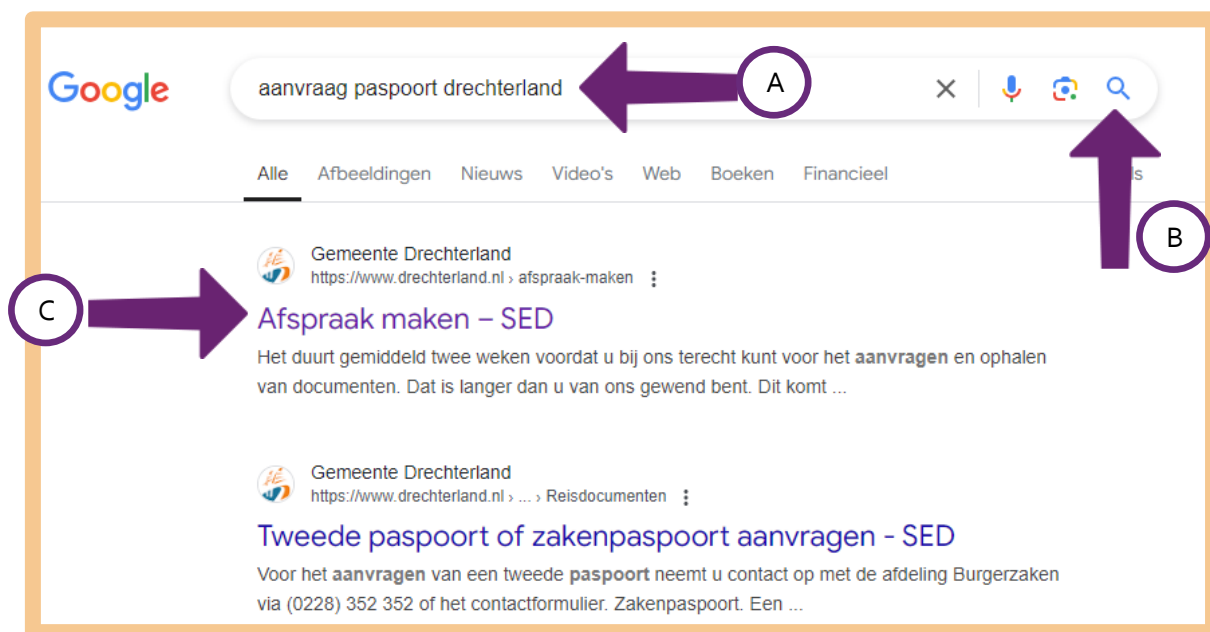 Google
aanvraag paspoort drechterland
A
Alle Afbeeldingen Nieuws Video's Web Boeken Financieel
B
Gemeente Drechterland
https://www.drechterland.nl › afspraak-maken
C
Afspraak maken – SED
Het duurt gemiddeld twee weken voordat u bij ons terecht kunt voor het aanvragen en ophalen
van documenten. Dat is langer dan u van ons gewend bent. Dit komt ...
Gemeente Drechterland
https://www.drechterland.nl › ... › Reisdocumenten
Tweede paspoort of zakenpaspoort aanvragen - SED
Voor het aanvragen van een tweede paspoort neemt u contact op met de afdeling Burgerzaken
via (0228) 352 352 of het contactformulier. Zakenpaspoort. Een ...